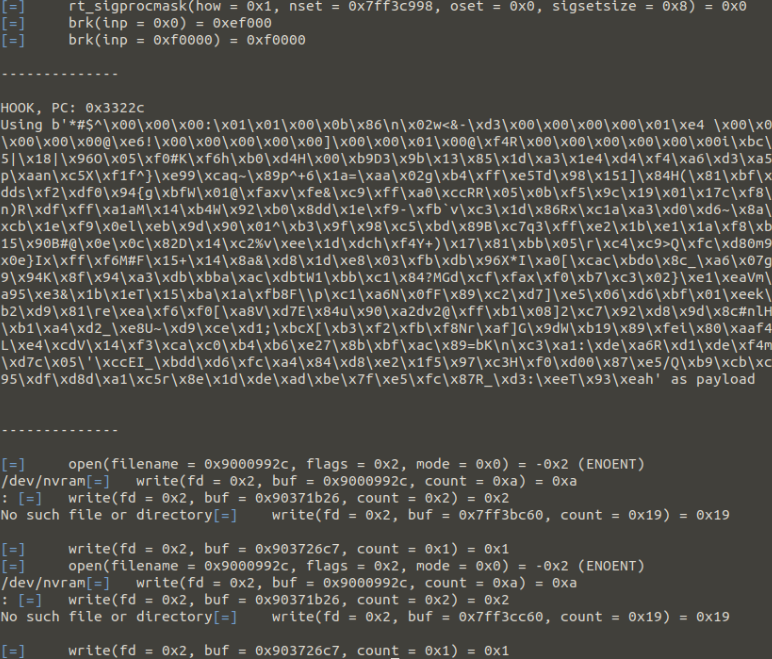 [=]     rt_sigprocmask(how = 0x1, nset = 0x7ff3c998, oset = 0x0, sigsetsize = 0x8) = 0x0
[=]     brk(inp = 0x0) = 0xef000
[=]     brk(inp = 0xf0000) = 0xf0000
--------------
HOOK, PC: 0x3322c
Using b'*#$^\x00\x00\x00:\x01\x01\x00\x0b\x86\n\x02w<&-\xd3\x00\x00\x00\x00\x01\xe4 \x00\x0
\x00\x00\x00@\xe6!\x00\x00\x00\x00\x00]\x00\x00\x01\x00@\xf4R\x00\x00\x00\x00\x00\x00i\xbc\
5|\x18|\x96O\x05\xf0#K\xf6h\xb0\xd4H\x00\xb9D3\x9b\x13\x85\x1d\xa3\x1e4\xd4\xf4\xa6\xd3\xa5
p\xaan\xc5X\xf1f^}\xe99\xcaq~\x89p^+6\x1a=\xaa\x02g\xb4\xff\xe5Td\x98\x151]\x84H(\x81\xbf\x
dds\xf2\xdf0\x94{g\xbfW\x01@\xfaxv\xfe&\xc9\xff\xa0\xccRR\x05\x0b\xf5\x9c\x19\x01\x17c\xf8\
n)R\xdf\xff\xa1aM\x14\xb4W\x92\xb0\x8dd\x1e\xf9-\xfb`v\xc3\x1d\x86Rx\xc1a\xa3\xd0\xd6~\x8a\
xcb\x1e\xf9\x0el\xeb\x9d\x90\x01^\xb3\x9f\x98\xc5\xbd\x89B\xc7q3\xff\xe2\x1b\xe1\x1a\xf8\xb
15\x90B#@\x0e\x0c\x82D\x14\xc2%v\xee\x1d\xdch\xf4Y+)\x17\x81\xbb\x05\r\xc4\xc9>Q\xfc\xd80m9
x0e}Ix\xff\xf6M#F\x15+\x14\x8a&\xd8\x1d\xe8\x03\xfb\xdb\x96X*I\xa0[\xcac\xbdo\x8c_\xa6\x07g
9\x94K\x8f\x94\xa3\xdb\xbba\xac\xdbtW1\xbb\xc1\x84?MGd\xcf\xfax\xf0\xb7\xc3\x02}\xe1\xeaVm\
a95\xe3&\x1b\x1eT\x15\xba\x1a\xfb8F\\p\xc1\xa6N\x0fF\x89\xc2\xd7]\xe5\x06\xd6\xbf\x01\xeek\
b2\xd9\x81\re\xea\xf6\xf0[\xa8V\xd7E\x84u\x90\xa2dv2@\xff\xb1\x08]2\xc7\x92\xd8\x9d\x8c#nlH
\xb1\xa4\xd2_\xe8U~\xd9\xce\xd1;\xbcX[\xb3\xf2\xfb\xf8Nr\xaf]G\x9dW\xb19\x89\xfei\x80\xaaf4
L\xe4\xcdV\x14\xf3\xca\xc0\xb4\xb6\xe27\x8b\xbf\xac\x89=bK\n\xc3\xa1:\xde\xa6R\xd1\xde\xf4m
\xd7c\x05\'\xccEI_\xbdd\xd6\xfc\xa4\x84\xd8\xe2\x1f5\x97\xc3H\xf0\xd00\x87\xe5/Q\xb9\xcb\xc
95\xdf\xd8d\xa1\xc5r\x8e\x1d\xde\xad\xbe\x7f\xe5\xfc\x87R_\xd3:\xeeT\x93\xeah' as payload
--------------
[=]     open(filename = 0x9000992c, flags = 0x2, mode = 0x0) = -0x2 (ENOENT)
/dev/nvram[=]   write(fd = 0x2, buf = 0x9000992c, count = 0xa) = 0xa
: [=]   write(fd = 0x2, buf = 0x90371b26, count = 0x2) = 0x2
No such file or directory[=]    write(fd = 0x2, buf = 0x7ff3bc60, count = 0x19) = 0x19
[=]     write(fd = 0x2, buf = 0x903726c7, count = 0x1) = 0x1
[=]     open(filename = 0x9000992c, flags = 0x2, mode = 0x0) = -0x2 (ENOENT)
/dev/nvram[=]   write(fd = 0x2, buf = 0x9000992c, count = 0xa) = 0xa
: [=]   write(fd = 0x2, buf = 0x90371b26, count = 0x2) = 0x2
No such file or directory[=]    write(fd = 0x2, buf = 0x7ff3cc60, count = 0x19) = 0x19
[=]     write(fd = 0x2, buf = 0x903726c7, count = 0x1) = 0x1